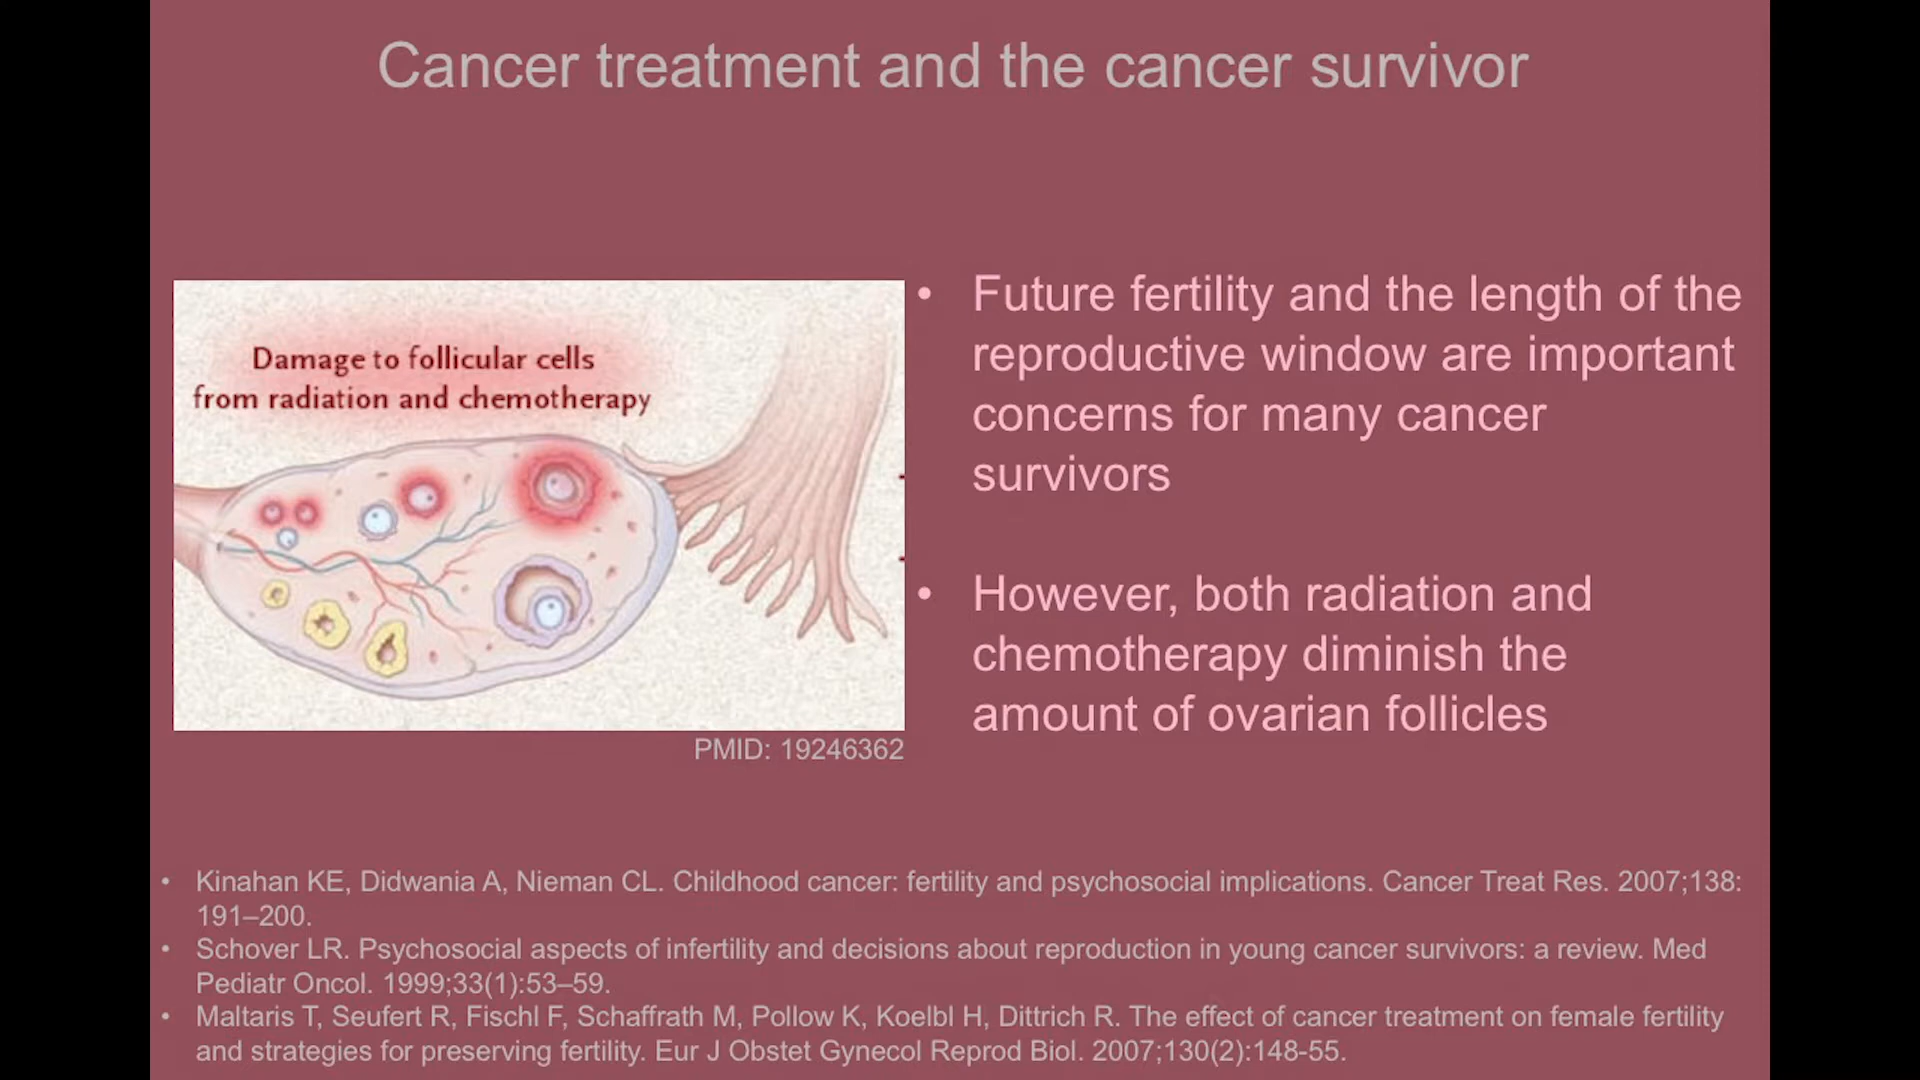 Cancer treatment and the cancer survivor
Damage to follicular cells
from radiation and chemotherapy
PMID: 19246362
• Future fertility and the length of the
reproductive window are important
concerns for many cancer
survivors
• However, both radiation and
chemotherapy diminish the
amount of ovarian follicles
• Kinahan KE, Didwania A, Nieman CL. Childhood cancer: fertility and psychosocial implications. Cancer Treat Res. 2007;138:
191–200.
• Schover LR. Psychosocial aspects of infertility and decisions about reproduction in young cancer survivors: a review. Med
Pediatr Oncol. 1999;33(1):53–59.
• Maltaris T, Seufert R, Fischl F, Schaffrath M, Pollow K, Koelbl H, Dittrich R. The effect of cancer treatment on female fertility
and strategies for preserving fertility. Eur J Obstet Gynecol Reprod Biol. 2007;130(2):148-55.